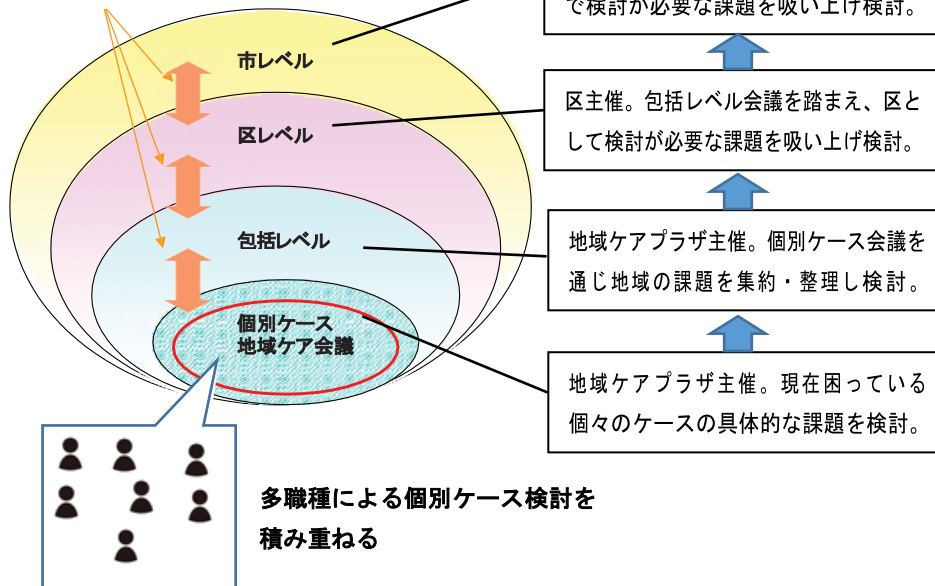 で検討が必要な課題を吸い上げ検討。
市レベル
区主催。包括レベル会議を踏まえ、区と
して検討が必要な課題を吸い上げ検討。
区レベル
地域ケアプラザ主催。個別ケース会議を
通じ地域の課題を集約・整理し検討。
包括レベル
個別ケース
地域ケア会議
地域ケアプラザ主催。現在困っている
個々のケースの具体的な課題を検討。
多職種による個別ケース検討を
積み重ねる